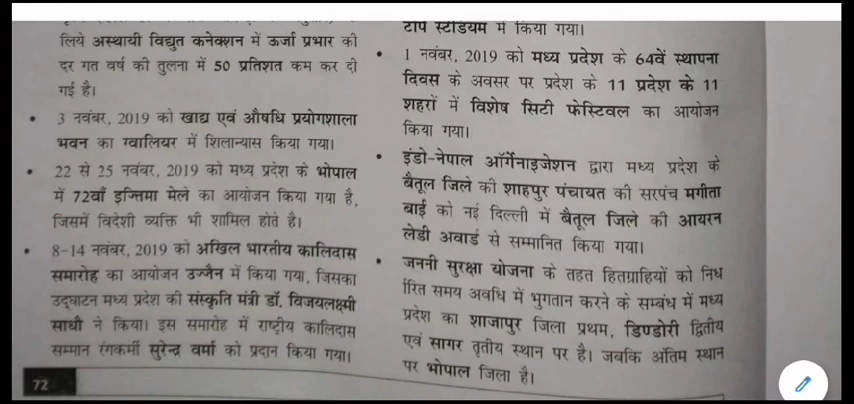 लिये अस्थायी विद्युत कनेक्शन में ऊर्जा प्रभार की
दर गत वर्ष की तुलना में 50 प्रतिशत कम कर दी
गई है।
• 3 नवंबर, 2019 को खाद्य एवं औषधि प्रयोगशाला
भवन का ग्वालियर में शिलान्यास किया गया।
• 22 से 25 नवंबर, 2019 को मध्य प्रदेश के भोपाल
में 72वाँ इज्तिमा मेले का आयोजन किया गया है,
जिसमें विदेशी व्यक्ति भी शामिल होते है।
• 8-14 नवंबर, 2019 को अखिल भारतीय कालिदास
समारोह का आयोजन उज्जैन में किया गया, जिसका
उद्घाटन मध्य प्रदेश की संस्कृति मंत्री डॉ. विजयलक्ष्मी
साधौ ने किया। इस समारोह में राष्ट्रीय कालिदास
सम्मान रंगकर्मी सुरेन्द्र वर्मा को प्रदान किया गया।
72
टॉप स्टेडियम में किया गया।
• 1 नवंबर, 2019 को मध्य प्रदेश के 64वें स्थापना
दिवस के अवसर पर प्रदेश के 11 प्रदेश के 11
शहरों में विशेष सिटी फेस्टिवल का आयोजन
किया गया।
• इंडो-नेपाल ऑर्गेनाइजेशन द्वारा मध्य प्रदेश के
बैतूल जिले की शाहपुर पंचायत की सरपंच मगीता
बाई को नई दिल्ली में बैतूल जिले की आयरन
लेडी अवार्ड से सम्मानित किया गया।
• जननी सुरक्षा योजना के तहत हितग्राहियों को निध
र्रित समय अवधि में भुगतान करने के सम्बंध में मध्य
प्रदेश का शाजापुर जिला प्रथम, डिण्डोरी द्वितीय
एवं सागर तृतीय स्थान पर है। जबकि अंतिम स्थान
पर भोपाल जिला है।